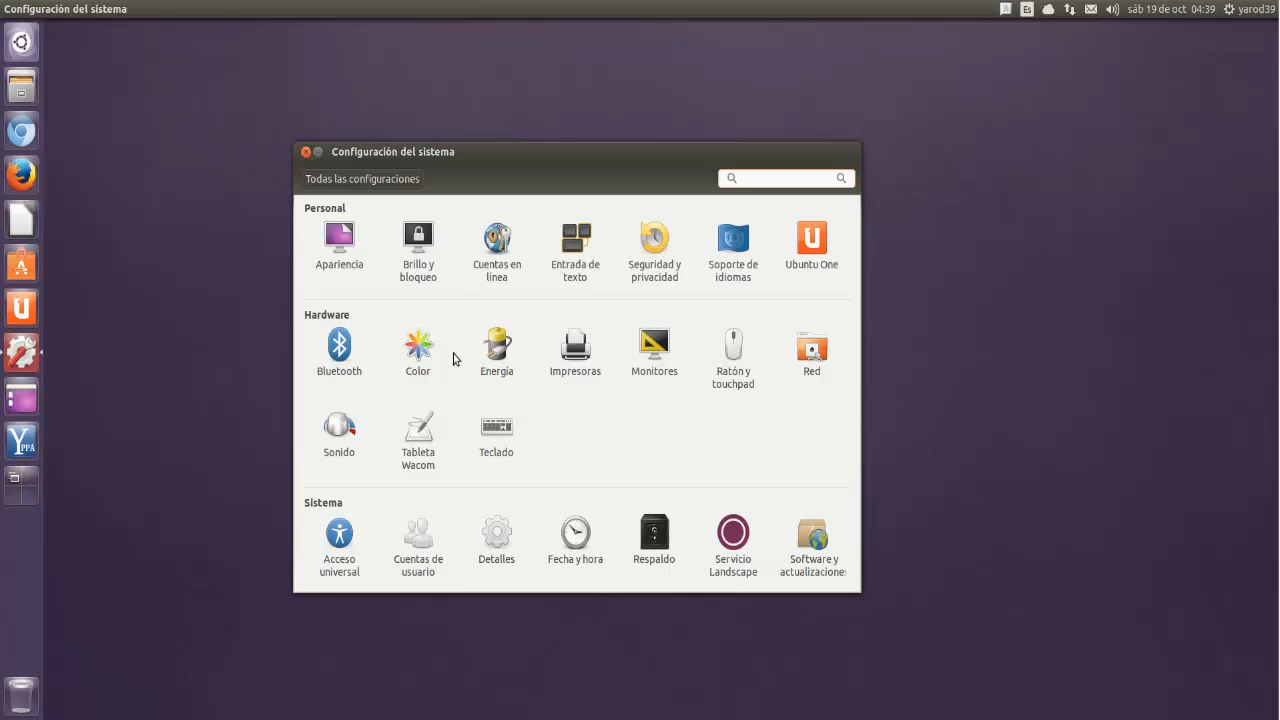 Configuración del sistema
Es
sáb 19 de oct 04:39
yarod39
Configuración del sistema
Todas las configuraciones
Personal
Apariencia
Brillo y
bloqueo
Cuentas en
línea
Entrada de
texto
Seguridad y
privacidad
Soporte de
idiomas
Ubuntu One
Hardware
Bluetooth
Color
Energía
Impresoras
Monitores
Ratón y
touchpad
Red
Sonido
Tableta
Wacom
Teclado
Sistema
Acceso
universal
Cuentas de
usuario
Detalles
Fecha y hora
Respaldo
Servicio
Landscape
Software y
actualizaciones
Y PPA